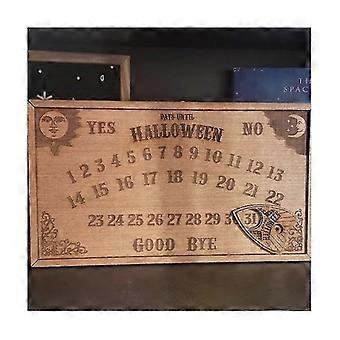 TH
SPAC
DAYS UNTIL
YES HALLOWEEN NO
1 2 3 4 5 6 7 8 9 10 11 12 13
14 15 16 17 18 19 20 21 22
23 24 25 26 27 28 29 30 31
GOOD BYE